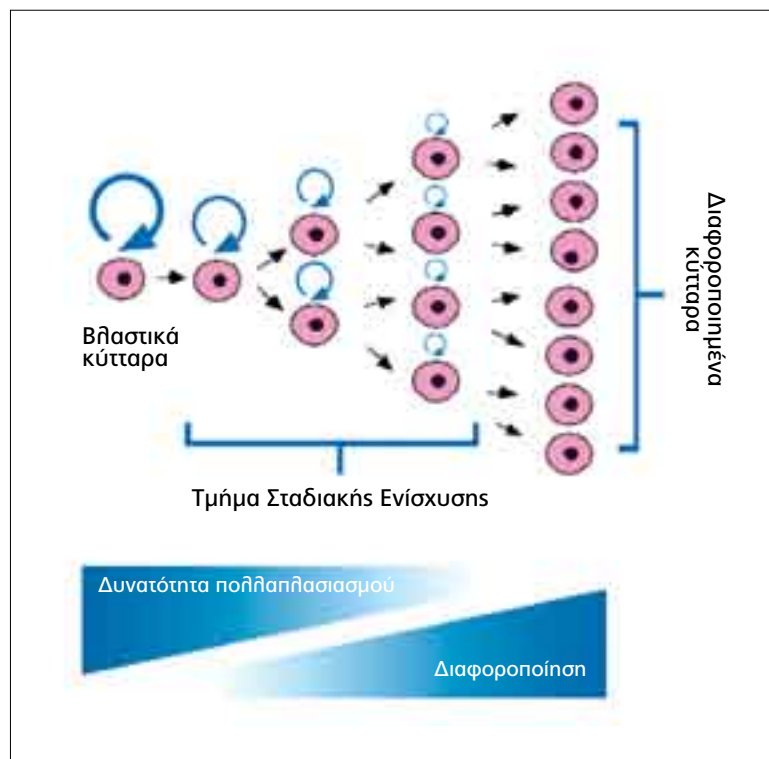 Βλαστικά
κύτταρα
Διαφοροποιημένα
κύτταρα
Τμήμα Σταδιακής Ενίσχυσης
Δυνατότητα πολλαπλασιασμού
Διαφοροποίηση